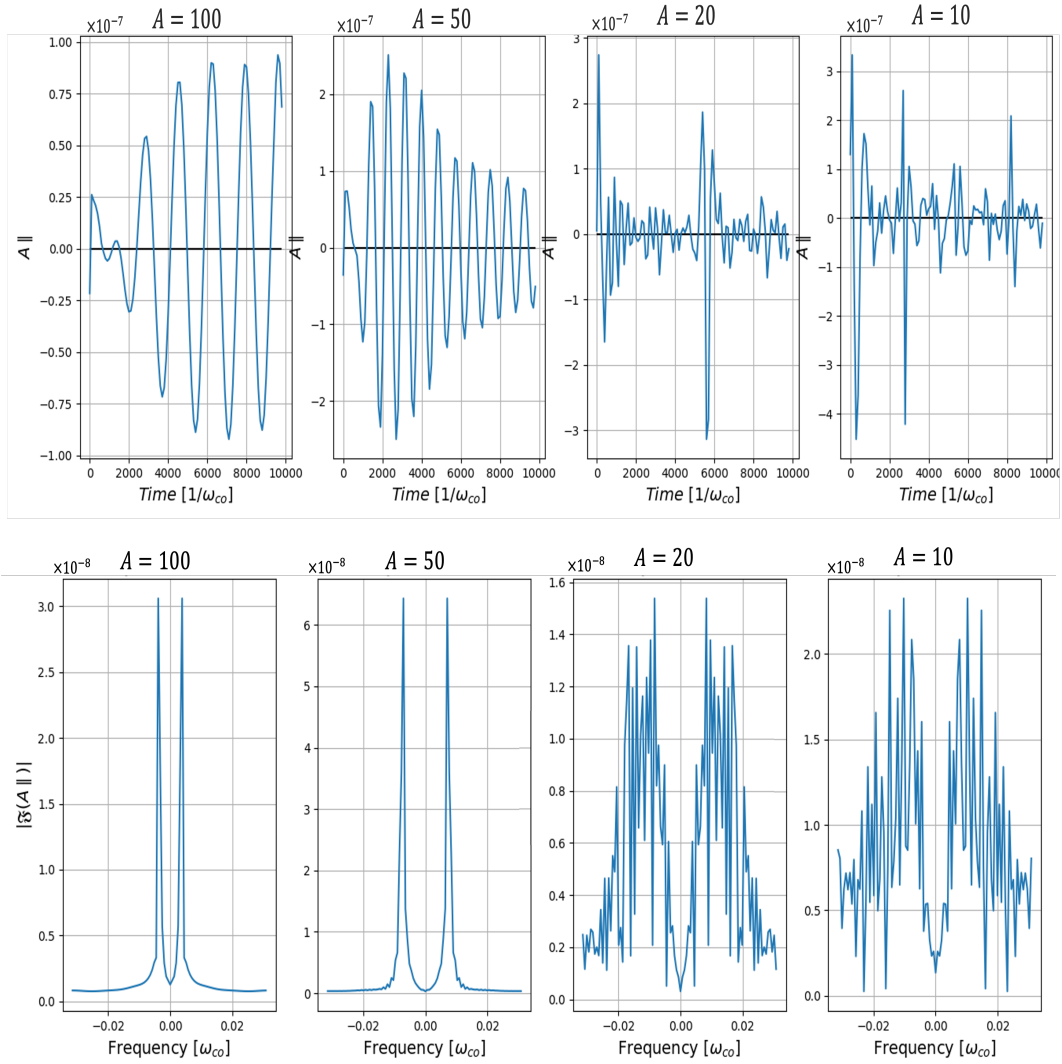 A = 100
A = 50
A = 20
A = 10
×10⁻⁷
×10⁻⁷
×10⁻⁷
×10⁻⁷
A ∥
1.00
0.75
0.50
0.25
0.00
−0.25
−0.50
−0.75
−1.00
0 2000 4000 6000 8000 10000
Time [1/ω_co]
A ∥
2
1
0
−1
−2
0 2000 4000 6000 8000 10000
Time [1/ω_co]
A ∥
3
2
1
0
−1
−2
−3
0 2000 4000 6000 8000 10000
Time [1/ω_co]
A ∥
3
2
1
0
−1
−2
−3
−4
0 2000 4000 6000 8000 10000
Time [1/ω_co]
A = 100
A = 50
A = 20
A = 10
×10⁻⁸
×10⁻⁸
×10⁻⁸
×10⁻⁸
|𝔉(A ∥)|
3.0
2.5
2.0
1.5
1.0
0.5
0.0
−0.02 0.00 0.02
Frequency [ω_co]
6
5
4
3
2
1
0
−0.02 0.00 0.02
Frequency [ω_co]
1.6
1.4
1.2
1.0
0.8
0.6
0.4
0.2
0.0
−0.02 0.00 0.02
Frequency [ω_co]
2.0
1.5
1.0
0.5
0.0
−0.02 0.00 0.02
Frequency [ω_co]